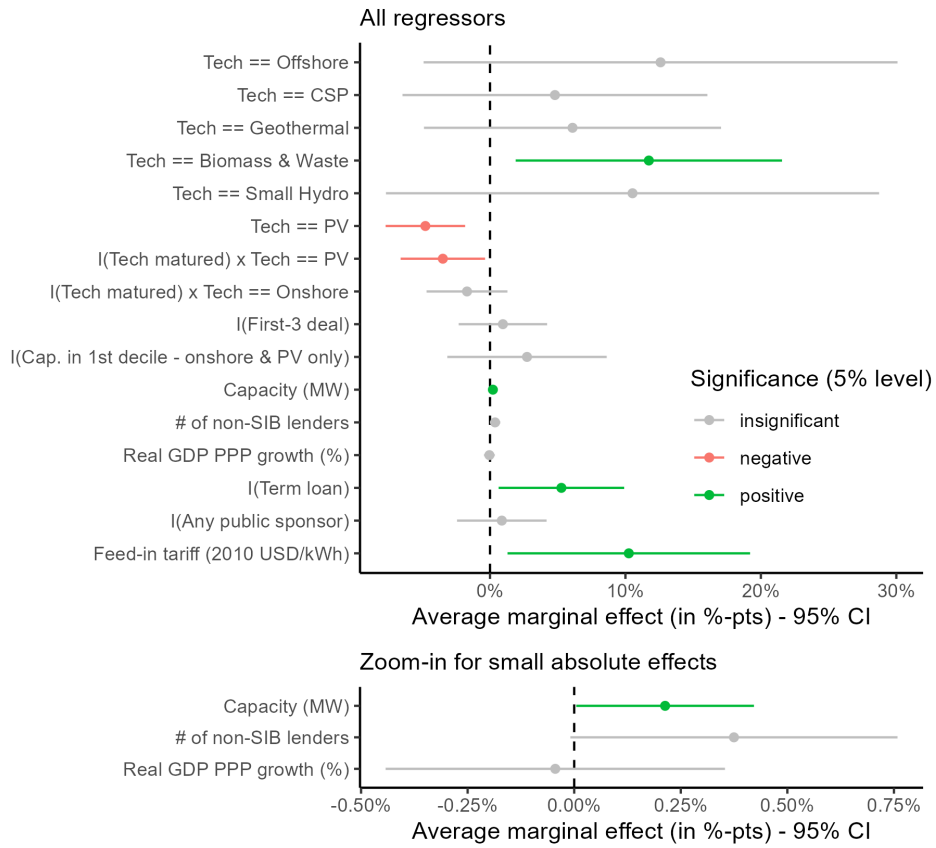 All regressors
Tech == Offshore
Tech == CSP
Tech == Geothermal
Tech == Biomass & Waste
Tech == Small Hydro
Tech == PV
I(Tech matured) x Tech == PV
I(Tech matured) x Tech == Onshore
I(First-3 deal)
I(Cap. in 1st decile - onshore & PV only)
Capacity (MW)
# of non-SIB lenders
Real GDP PPP growth (%)
I(Term loan)
I(Any public sponsor)
Feed-in tariff (2010 USD/kWh)
Significance (5% level)
insignificant
negative
positive
0% 10% 20% 30%
Average marginal effect (in %-pts) - 95% CI
Zoom-in for small absolute effects
Capacity (MW)
# of non-SIB lenders
Real GDP PPP growth (%)
-0.50% -0.25% 0.00% 0.25% 0.50% 0.75%
Average marginal effect (in %-pts) - 95% CI